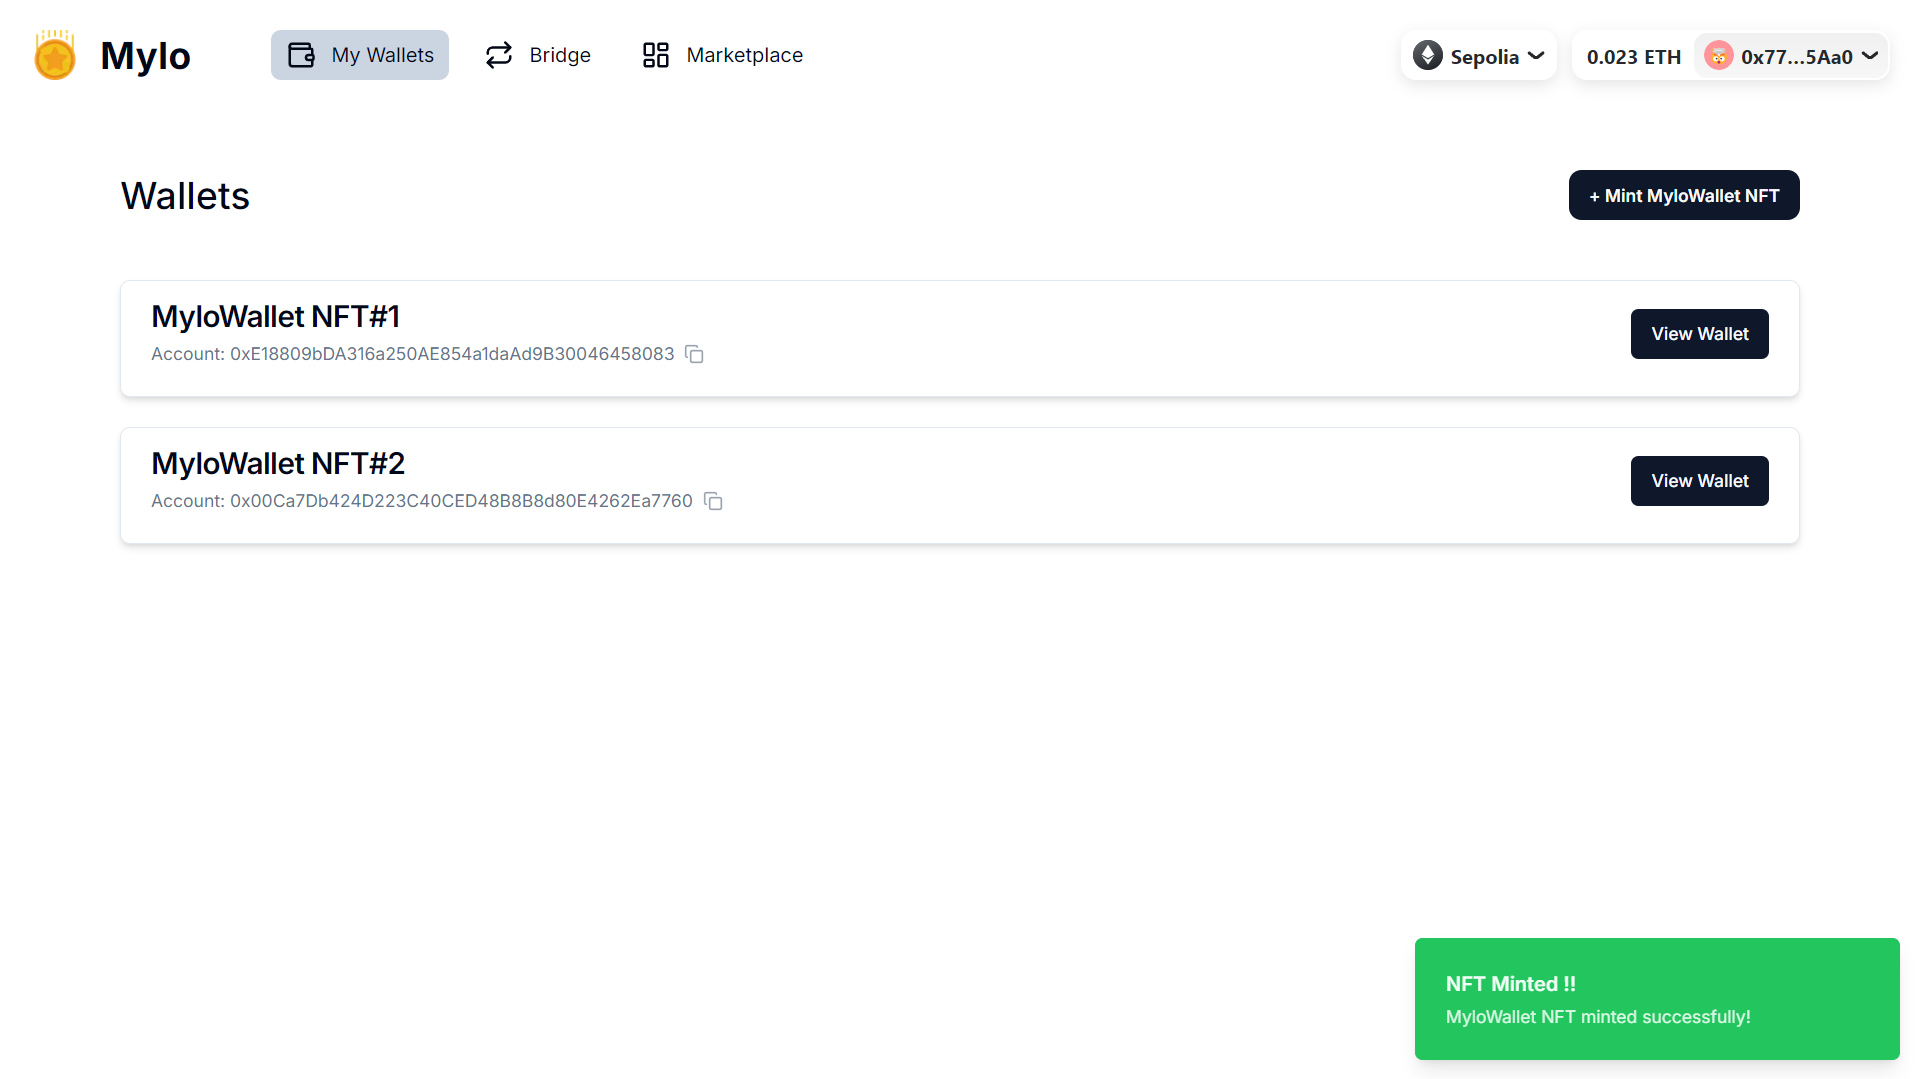 Mylo
My Wallets
Bridge
Marketplace
Sepolia
0.023 ETH
0x77...5Aa0
Wallets
+ Mint MyloWallet NFT
MyloWallet NFT#1
Account: 0xE18809bDA316a250AE854a1daAd9B30046458083
View Wallet
MyloWallet NFT#2
Account: 0x00Ca7Db424D223C40CED48B8B8d80E4262Ea7760
View Wallet
NFT Minted !!
MyloWallet NFT minted successfully!